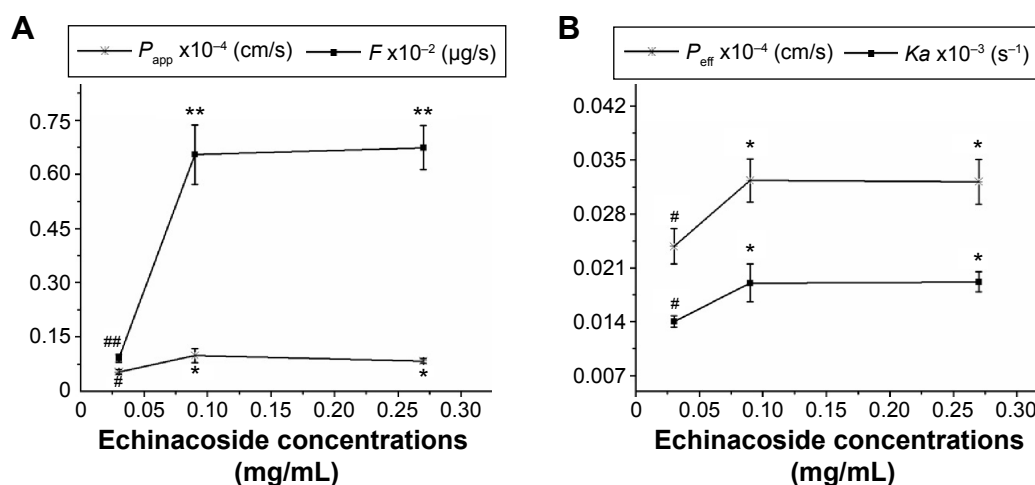 A
P_app x10⁻⁴ (cm/s) F x10⁻² (µg/s)
0.75
0.60
0.45
0.30
0.15
0
** **
##
#
* *
0 0.05 0.10 0.15 0.20 0.25 0.30
Echinacoside concentrations
(mg/mL)
B
P_eff x10⁻⁴ (cm/s) Ka x10⁻³ (s⁻¹)
0.042
0.035
0.028
0.021
0.014
0.007
* *
#
* *
#
0 0.05 0.10 0.15 0.20 0.25 0.30
Echinacoside concentrations
(mg/mL)